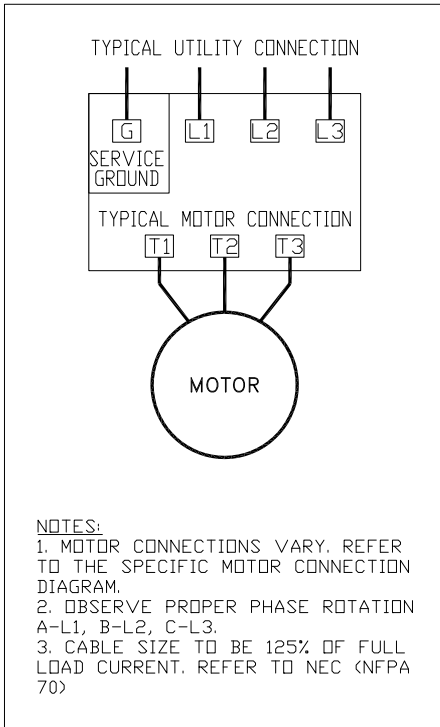 TYPICAL UTILITY CONNECTION
G L1 L2 L3
SERVICE
GROUND
TYPICAL MOTOR CONNECTION
T1 T2 T3
MOTOR
NOTES:
1. MOTOR CONNECTIONS VARY. REFER
TO THE SPECIFIC MOTOR CONNECTION
DIAGRAM.
2. OBSERVE PROPER PHASE ROTATION
A-L1, B-L2, C-L3.
3. CABLE SIZE TO BE 125% OF FULL
LOAD CURRENT. REFER TO NEC (NFPA
70)